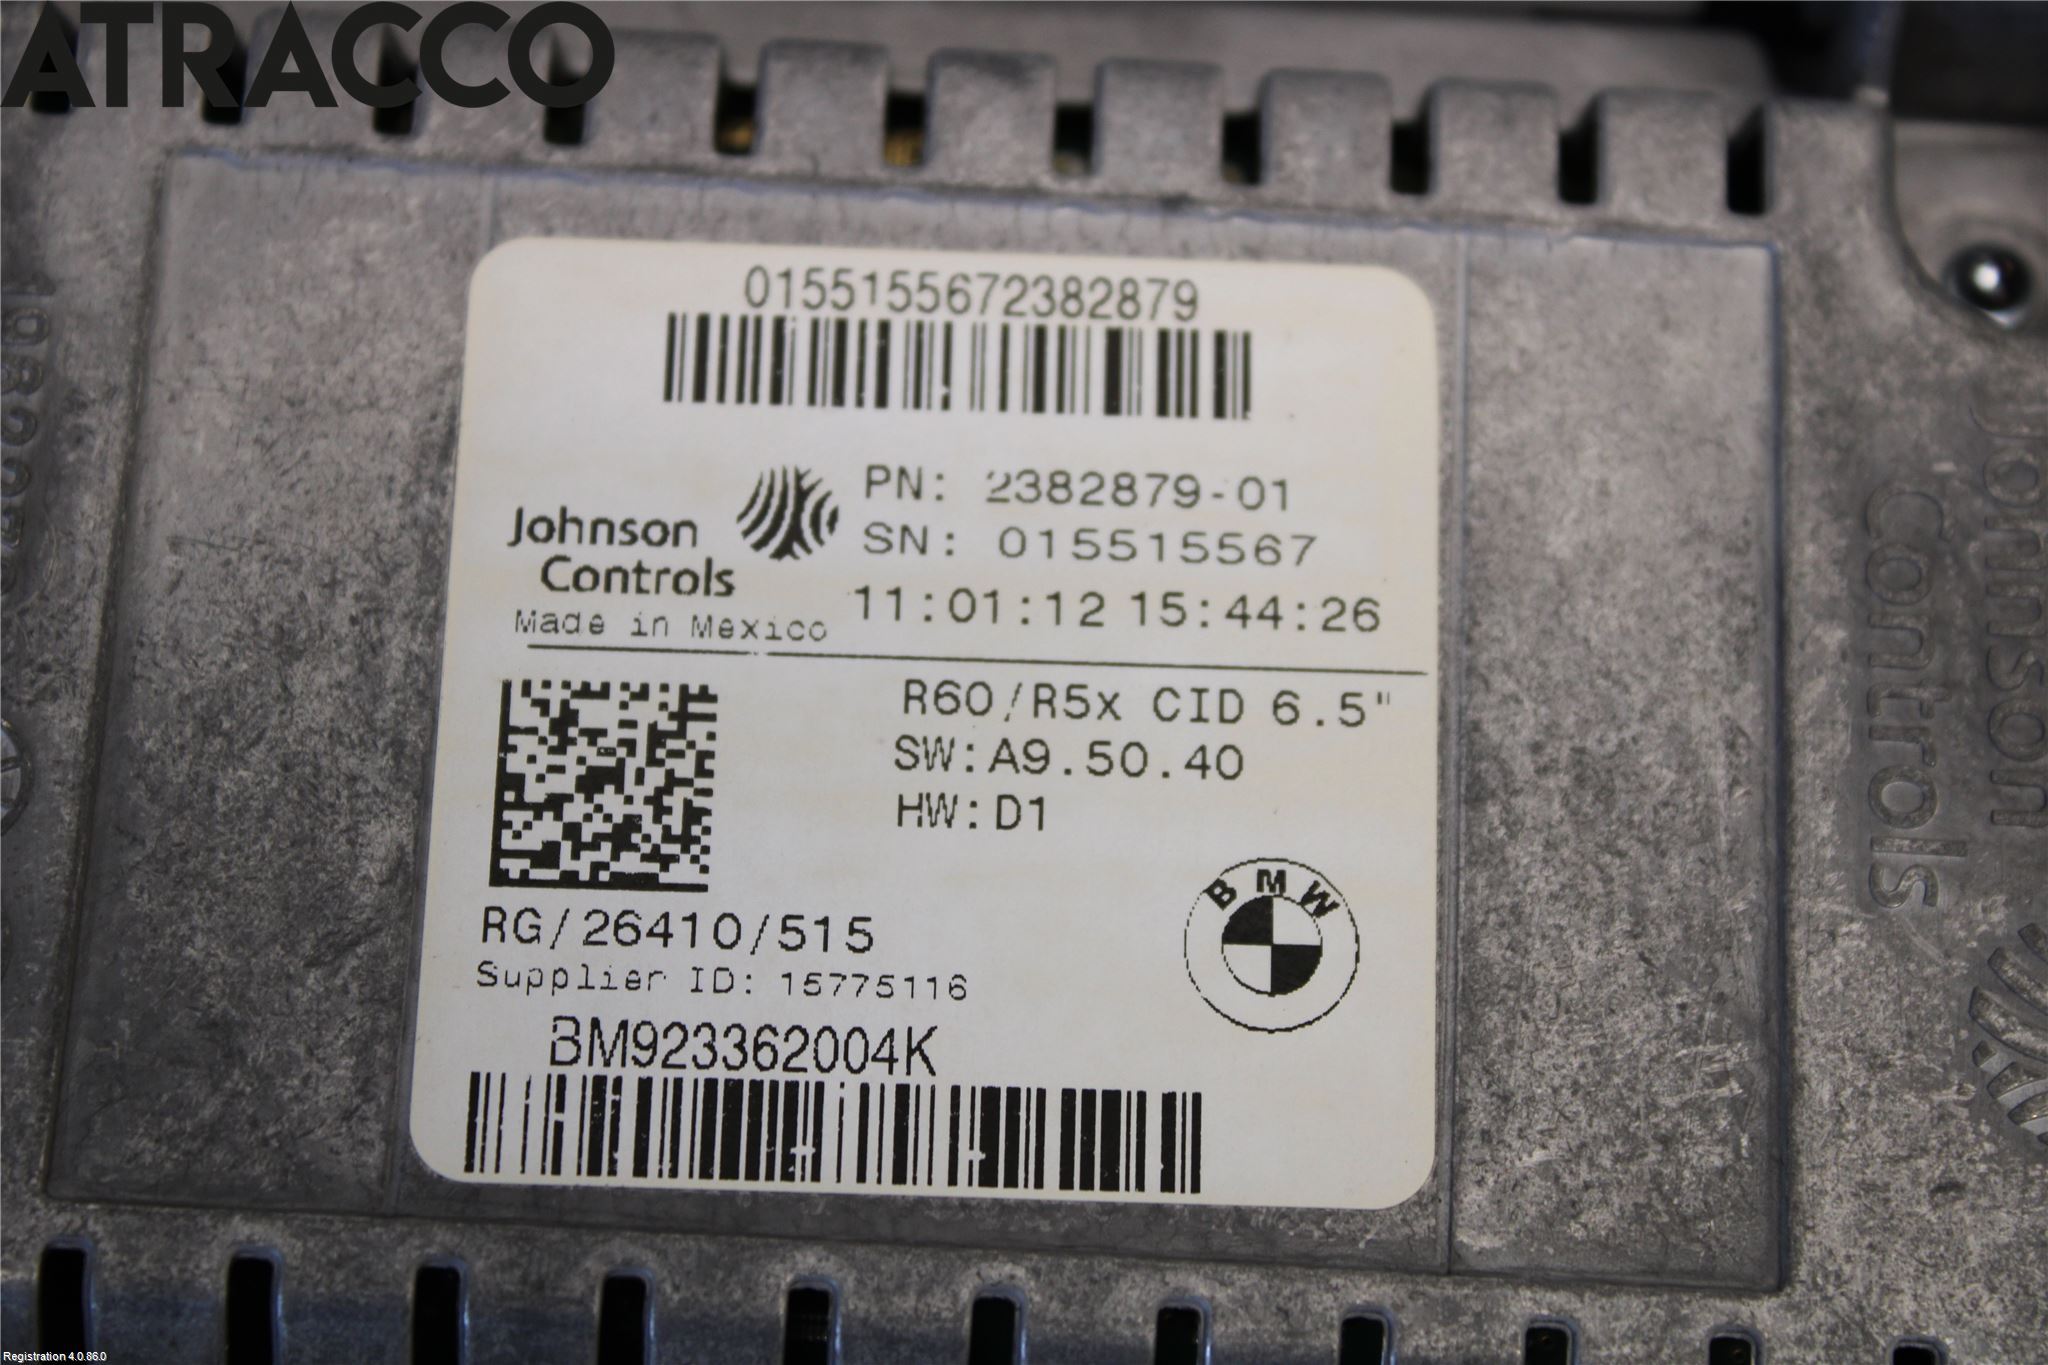 ATRACCO
0155155672382879
Johnson
Controls
Made in Mexico
PN: 2382879-01
SN: 015515567
11:01:12 15:44:26
R60/R5x CID 6.5"
SW:A9.50.40
HW:D1
BMW
RG/26410/515
Supplier ID: 15775116
BM923362004K
Johnson
Controls
Registration 4.0.86.0